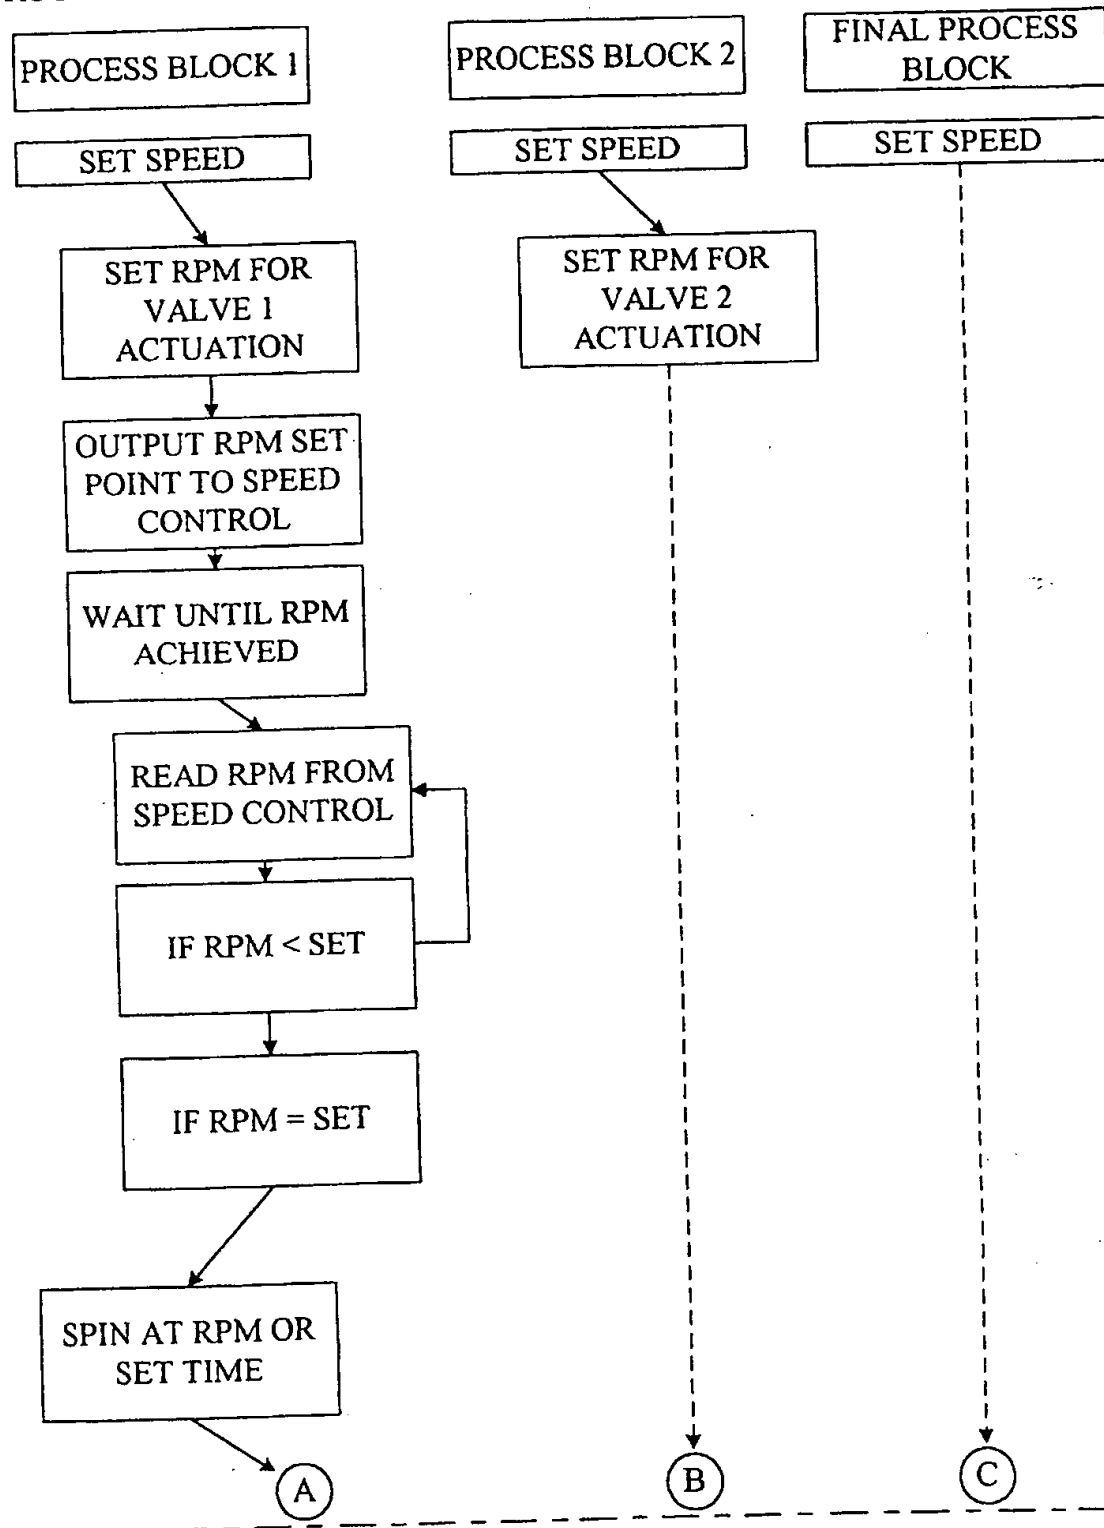 PROCESS BLOCK 1
SET SPEED
SET RPM FOR
VALVE 1
ACTUATION
OUTPUT RPM SET
POINT TO SPEED
CONTROL
WAIT UNTIL RPM
ACHIEVED
READ RPM FROM
SPEED CONTROL
IF RPM < SET
IF RPM = SET
SPIN AT RPM OR
SET TIME
A
PROCESS BLOCK 2
SET SPEED
SET RPM FOR
VALVE 2
ACTUATION
B
FINAL PROCESS
BLOCK
SET SPEED
C